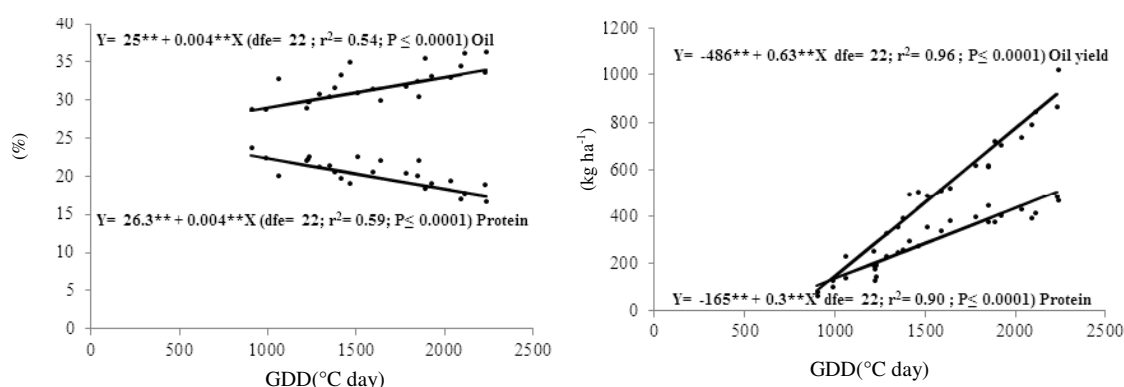 40
35
30
25
20
15
10
5
0
(%)
Y= 25** + 0.004**X (dfe= 22 ; r²= 0.54; P ≤ 0.0001) Oil
Y= 26.3** + 0.004**X (dfe= 22; r²= 0.59; P≤ 0.0001) Protein
0 500 1000 1500 2000 2500
GDD(°C day)
1200
1000
800
600
400
200
0
(kg ha⁻¹)
Y= -486** + 0.63**X dfe= 22; r²= 0.96 ; P≤ 0.0001) Oil yield
Y= -165** + 0.3**X dfe= 22; r²= 0.90 ; P≤ 0.0001) Protein
0 500 1000 1500 2000 2500
GDD(°C day)